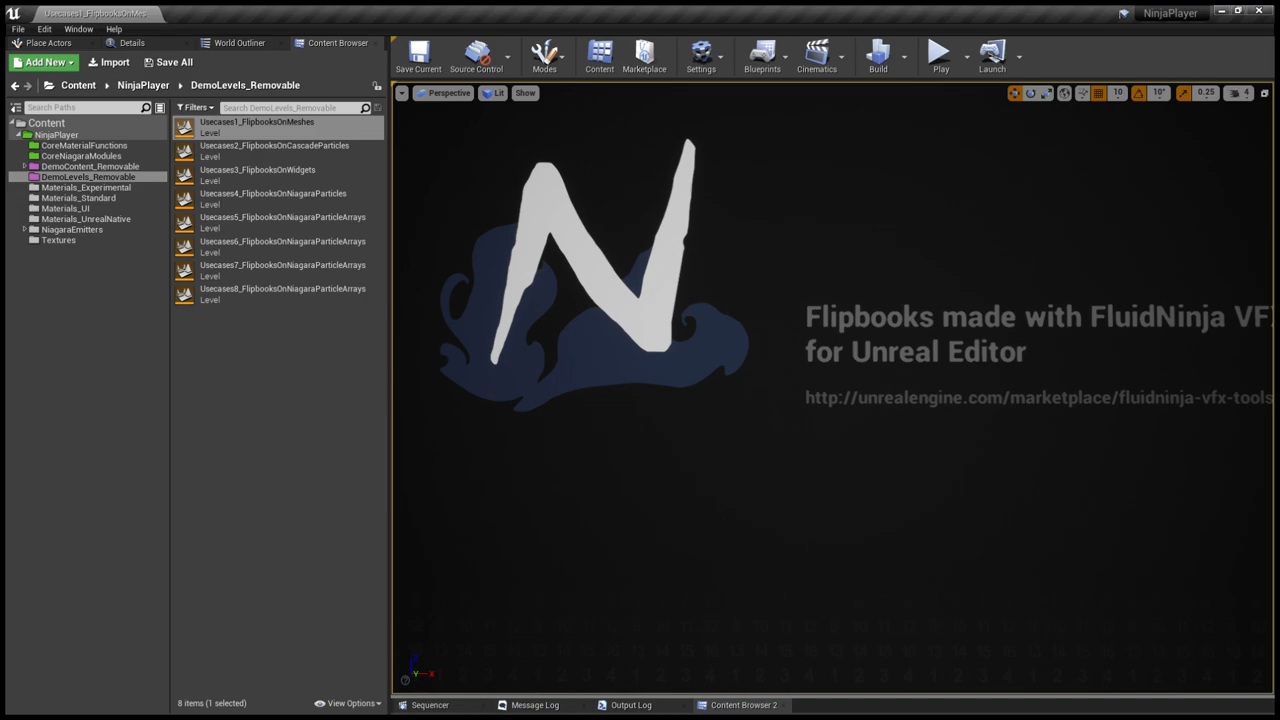 Usecases1_FlipbooksOnMes
NinjaPlayer
File Edit Window Help
Place Actors Details World Outliner Content Browser
Add New Import Save All
Content NinjaPlayer DemoLevels_Removable
Search Paths
Filters Search DemoLevels_Removable
Content
NinjaPlayer
CoreMaterialFunctions
CoreNiagaraModules
DemoContent_Removable
DemoLevels_Removable
Materials_Experimental
Materials_Standard
Materials_UI
Materials_UnrealNative
NiagaraEmitters
Textures
Usecases1_FlipbooksOnMeshes
Level
Usecases2_FlipbooksOnCascadeParticles
Level
Usecases3_FlipbooksOnWidgets
Level
Usecases4_FlipbooksOnNiagaraParticles
Level
Usecases5_FlipbooksOnNiagaraParticleArrays
Level
Usecases6_FlipbooksOnNiagaraParticleArrays
Level
Usecases7_FlipbooksOnNiagaraParticleArrays
Level
Usecases8_FlipbooksOnNiagaraParticleArrays
Level
8 items (1 selected) View Options
Save Current Source Control Modes Content Marketplace Settings Blueprints Cinematics Build Play Launch
Perspective Lit Show 10 10° 0.25 4
N
Flipbooks made with FluidNinja VF
for Unreal Editor
http://unrealengine.com/marketplace/fluidninja-vfx-tools
Sequencer Message Log Output Log Content Browser 2